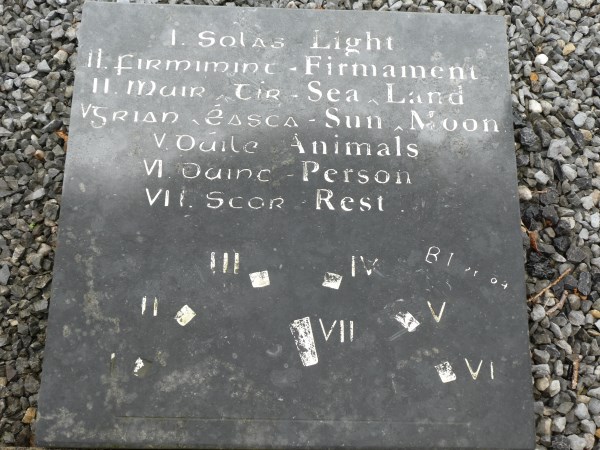 I. Solas - Light
II. Firmimint - Firmament
II. Muir, Tír - Sea, Land
V Grian, Éasca - Sun, Moon
V. Dúile Animals
VI. Duine - Person
VII. Scor - Rest
III IV
II V
VII
I VI